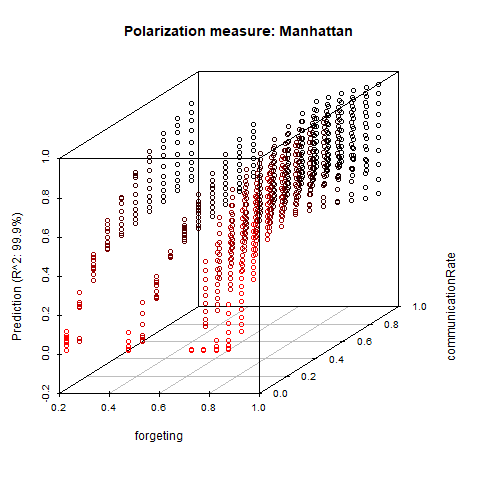 Polarization measure: Manhattan
Prediction (R^2: 99.9%)
1.0
0.8
0.6
0.4
0.2
0.0
-0.2
0.2 0.4 0.6 0.8 1.0
forgeting
0.0
0.2
0.4
0.6
0.8
1.0
communicationRate